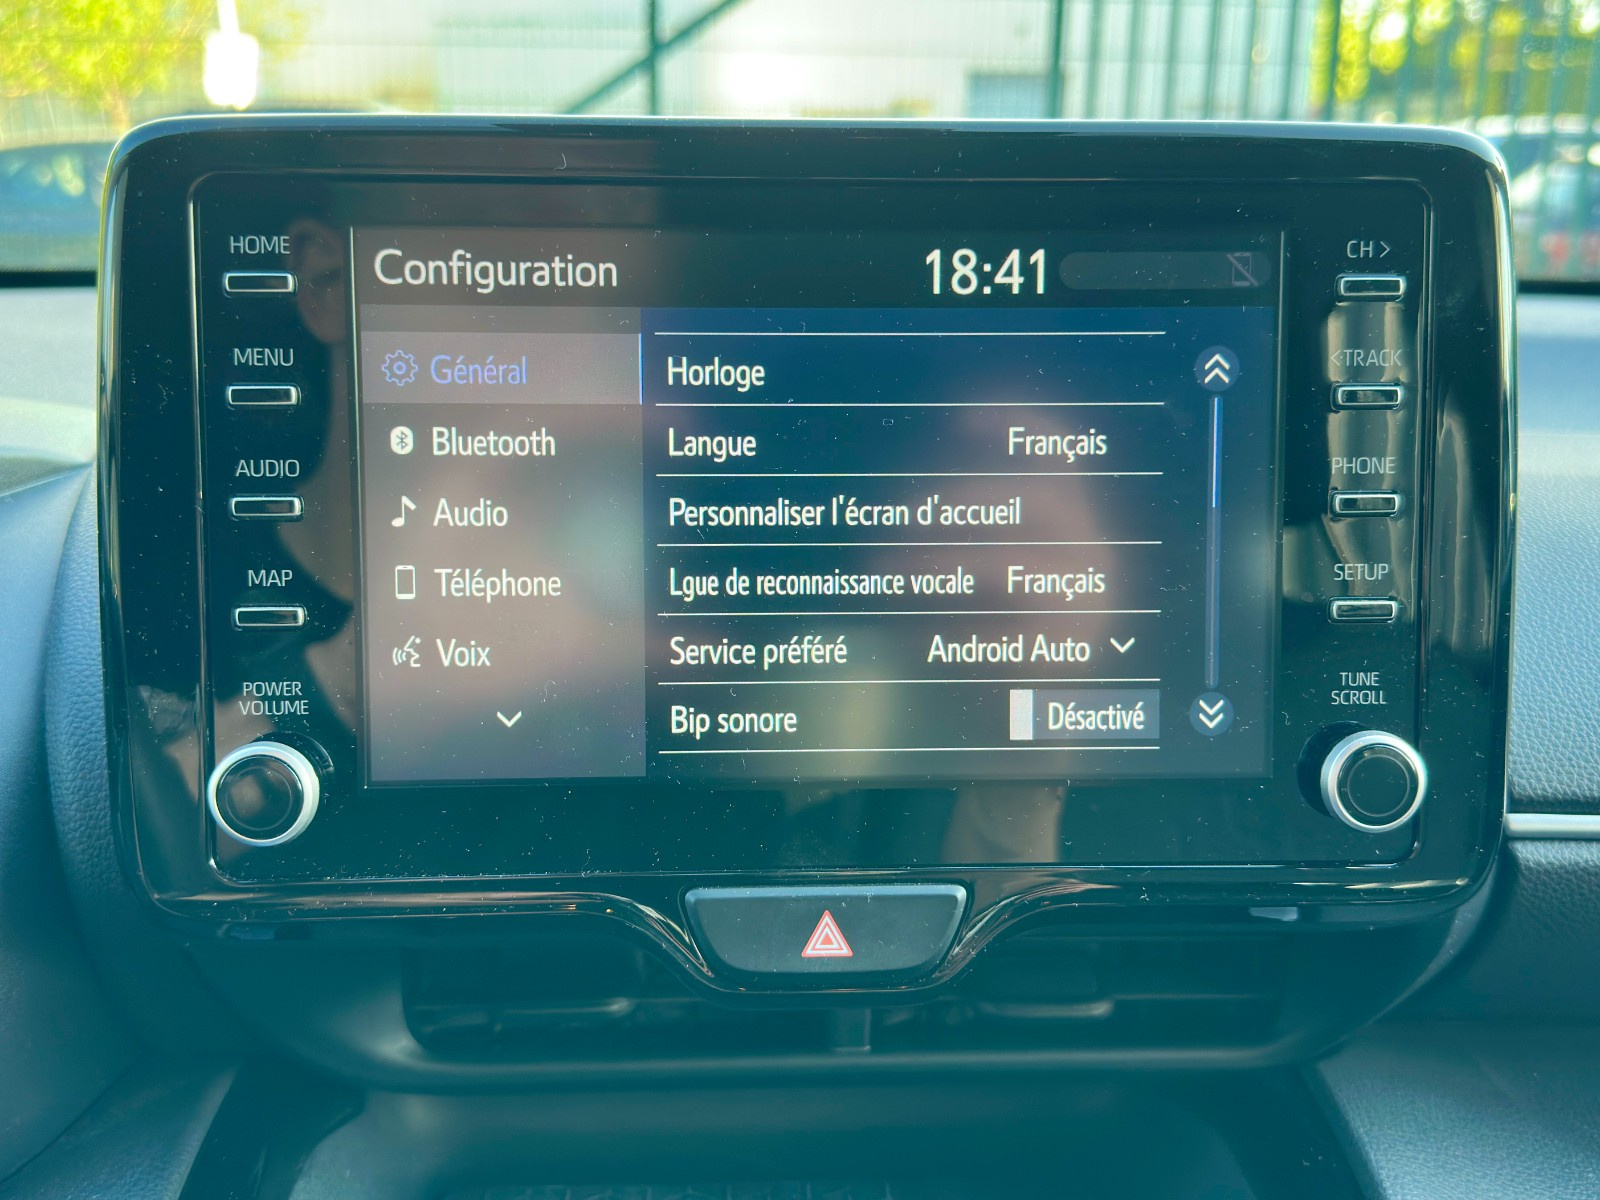 HOME
MENU
AUDIO
MAP
POWER
VOLUME
Configuration 18:41
Général
Bluetooth
Audio
Téléphone
Voix
Horloge
Langue Français
Personnaliser l'écran d'accueil
Lgue de reconnaissance vocale Français
Service préféré Android Auto
Bip sonore Désactivé
CH >
<TRACK
PHONE
SETUP
TUNE
SCROLL